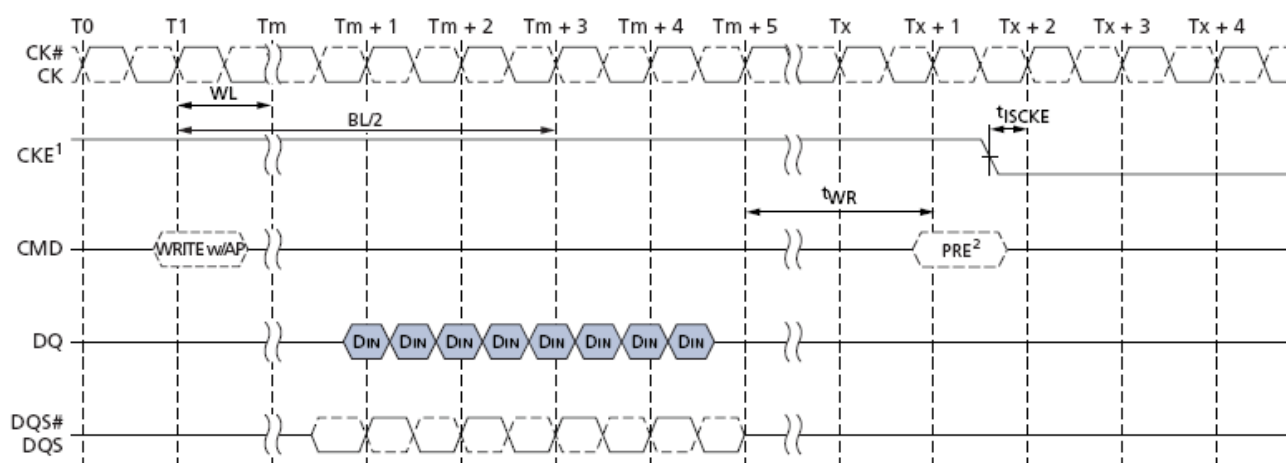 T0 T1 Tm Tm + 1 Tm + 2 Tm + 3 Tm + 4 Tm + 5 Tx Tx + 1 Tx + 2 Tx + 3 Tx + 4
CK#
CK
WL
tISCKE
BL/2
CKE1
tWR
CMD WRITE w/AP PRE2
DQ DIN DIN DIN DIN DIN DIN DIN DIN
DQS#
DQS